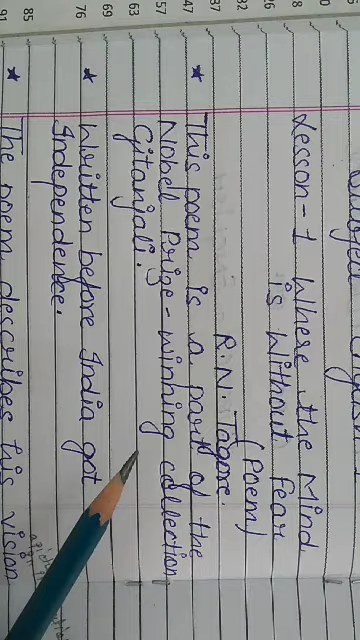 Lesson-1 Where the Mind
is Without fear
(Poem)
R.N. Tagore.
★ This poem is a part of the
Nobel Prize-winning collection
Gitanjali.
★ Written before India got
Independence.
★ The poem describes his vision